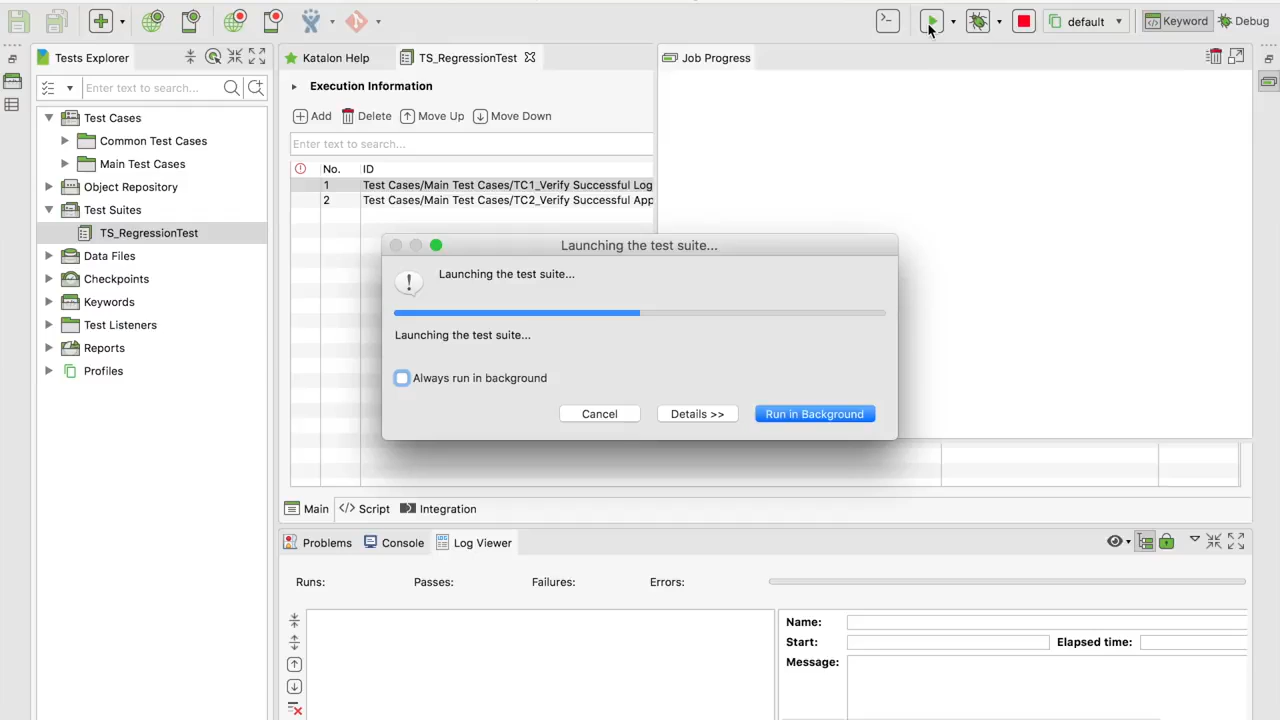 default
Keyword
Debug
Tests Explorer
Katalon Help
TS_RegressionTest
Job Progress
Enter text to search...
Execution Information
Add
Delete
Move Up
Move Down
Enter text to search...
No.
ID
1
Test Cases/Main Test Cases/TC1_Verify Successful Log
2
Test Cases/Main Test Cases/TC2_Verify Successful App
Test Cases
Common Test Cases
Main Test Cases
Object Repository
Test Suites
TS_RegressionTest
Data Files
Checkpoints
Keywords
Test Listeners
Reports
Profiles
Launching the test suite...
Launching the test suite...
Launching the test suite...
Always run in background
Cancel
Details >>
Run in Background
Main
Script
Integration
Problems
Console
Log Viewer
Runs:
Passes:
Failures:
Errors:
Name:
Start:
Elapsed time:
Message: